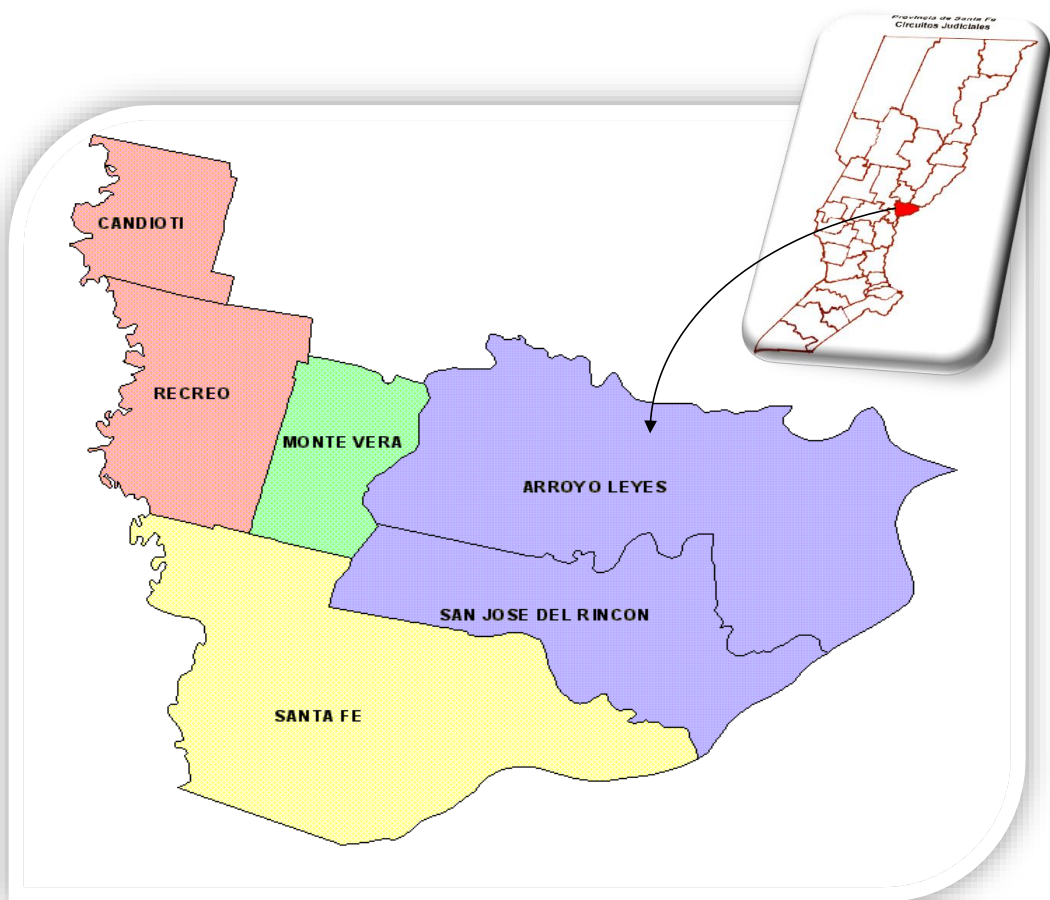 Provincia de Santa Fe
Circuitos Judiciales
CANDIOTI
RECREO
MONTE VERA
ARROYO LEYES
SAN JOSE DEL RINCON
SANTA FE